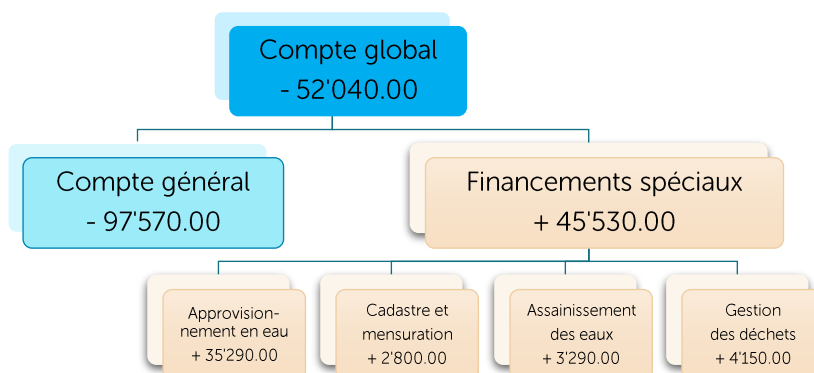 Compte global
- 52'040.00
Compte général
- 97'570.00
Financements spéciaux
+ 45'530.00
Approvision-
nement en eau
+ 35'290.00
Cadastre et
mensuration
+ 2'800.00
Assainissement
des eaux
+ 3'290.00
Gestion
des déchets
+ 4'150.00